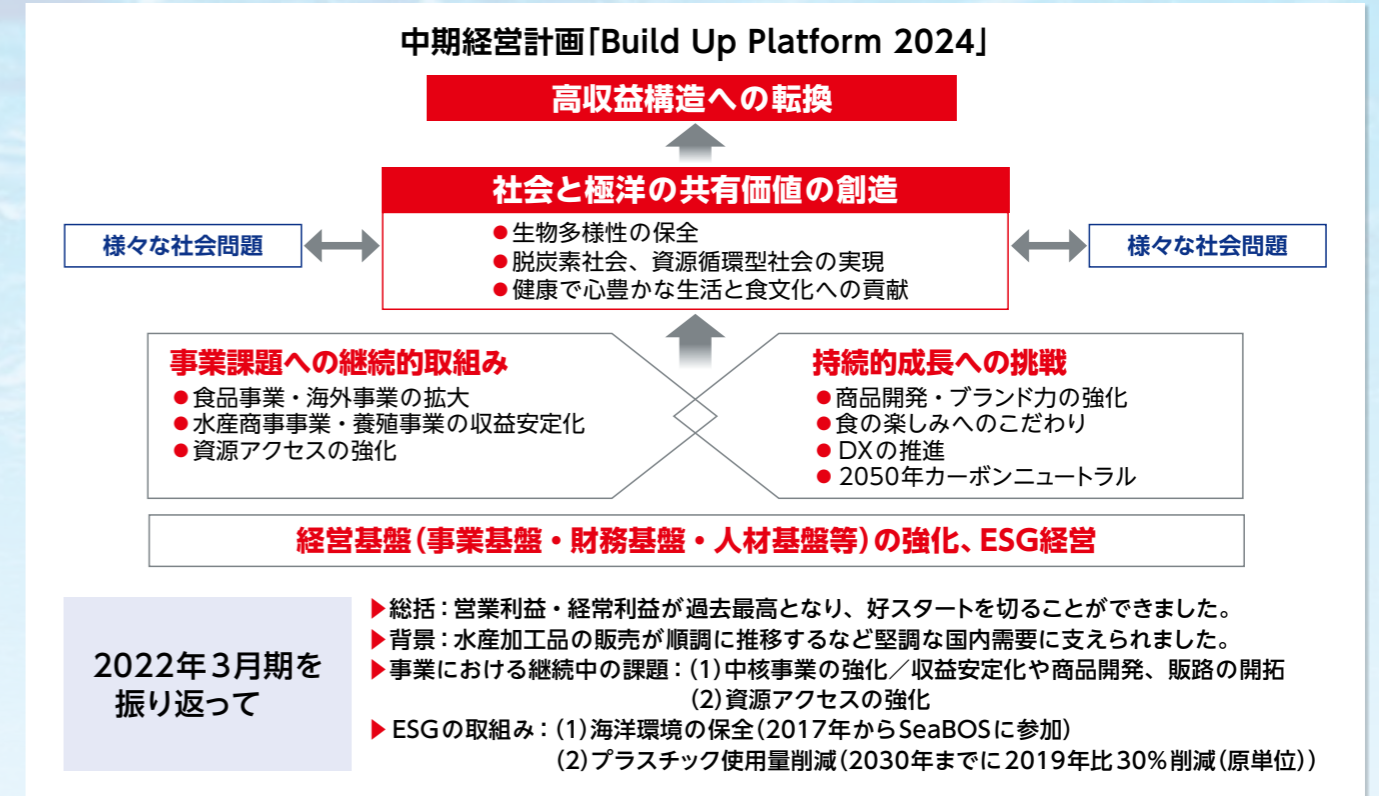 中期経営計画「Build Up Platform 2024」
高収益構造への転換
社会と極洋の共有価値の創造
●生物多様性の保全
●脱炭素社会、資源循環型社会の実現
●健康で心豊かな生活と食文化への貢献
様々な社会問題
様々な社会問題
事業課題への継続的取組み
●食品事業・海外事業の拡大
●水産商事事業・養殖事業の収益安定化
●資源アクセスの強化
持続的成長への挑戦
●商品開発・ブランド力の強化
●食の楽しみへのこだわり
●DXの推進
●2050年カーボンニュートラル
経営基盤(事業基盤・財務基盤・人材基盤等)の強化、ESG経営
2022年3月期を
振り返って
▶総括：営業利益・経常利益が過去最高となり、好スタートを切ることができました。
▶背景：水産加工品の販売が順調に推移するなど堅調な国内需要に支えられました。
▶事業における継続中の課題：(1)中核事業の強化／収益安定化や商品開発、販路の開拓
(2)資源アクセスの強化
▶ESGの取組み：(1)海洋環境の保全(2017年からSeaBOSに参加)
(2)プラスチック使用量削減(2030年までに2019年比30%削減(原単位))